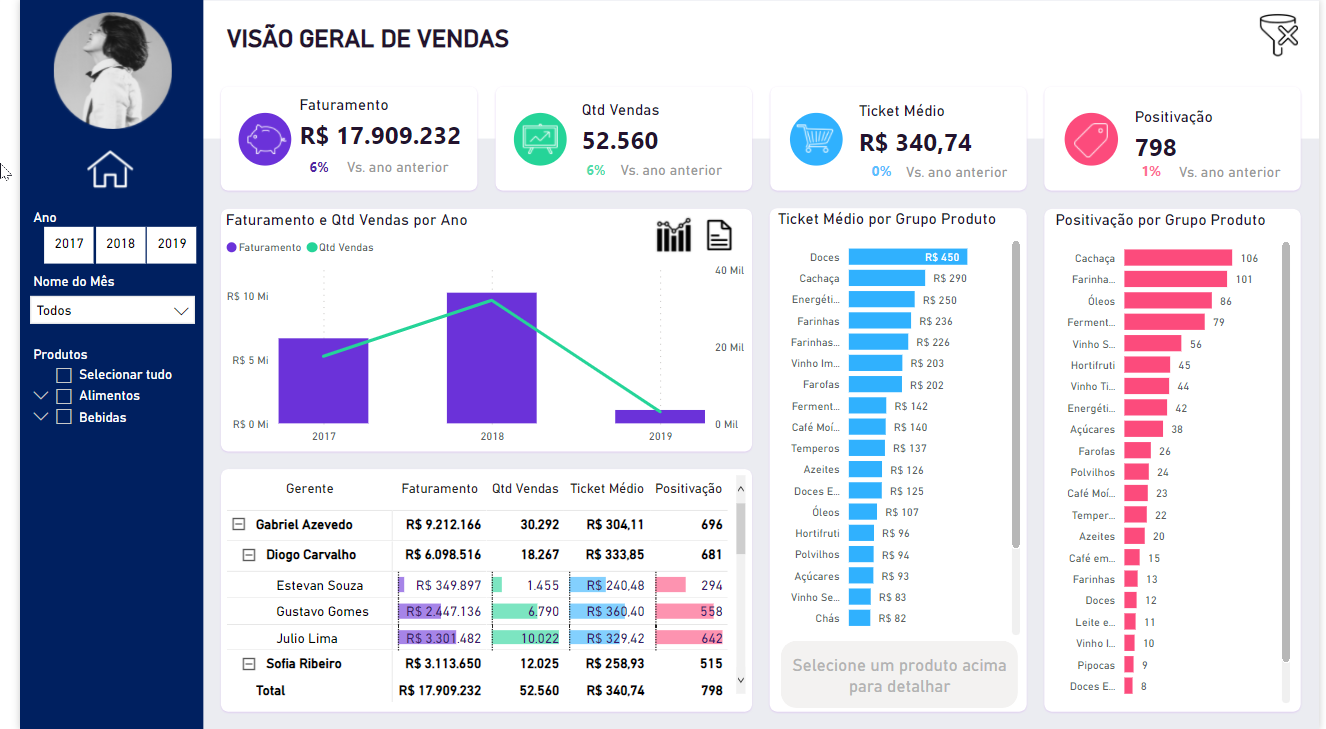 VISÃO GERAL DE VENDAS
Faturamento
R$ 17.909.232
6% Vs. ano anterior
Qtd Vendas
52.560
6% Vs. ano anterior
Ticket Médio
R$ 340,74
0% Vs. ano anterior
Positivação
798
1% Vs. ano anterior
Ano
2017 2018 2019
Nome do Mês
Todos
Produtos
Selecionar tudo
Alimentos
Bebidas
Faturamento e Qtd Vendas por Ano
Faturamento Qtd Vendas
40 Mil
R$ 10 Mi
20 Mil
R$ 5 Mi
R$ 0 Mi 0 Mil
2017 2018 2019
Gerente Faturamento Qtd Vendas Ticket Médio Positivação
Gabriel Azevedo R$ 9.212.166 30.292 R$ 304,11 696
Diogo Carvalho R$ 6.098.516 18.267 R$ 333,85 681
Estevan Souza R$ 349.897 1.455 R$ 240,48 294
Gustavo Gomes R$ 2.447.136 6.790 R$ 360,40 558
Julio Lima R$ 3.301.482 10.022 R$ 329,42 642
Sofia Ribeiro R$ 3.113.650 12.025 R$ 258,93 515
Total R$ 17.909.232 52.560 R$ 340,74 798
Ticket Médio por Grupo Produto
Doces R$ 450
Cachaça R$ 290
Energéti... R$ 250
Farinhas R$ 236
Farinhas... R$ 226
Vinho Im... R$ 203
Farofas R$ 202
Ferment... R$ 142
Café Moí... R$ 140
Temperos R$ 137
Azeites R$ 126
Doces E... R$ 125
Óleos R$ 107
Hortifruti R$ 96
Polvilhos R$ 94
Açúcares R$ 93
Vinho Se... R$ 83
Chás R$ 82
Selecione um produto acima
para detalhar
Positivação por Grupo Produto
Cachaça 106
Farinha... 101
Óleos 86
Ferment... 79
Vinho S... 56
Hortifruti 45
Vinho Ti... 44
Energéti... 42
Açúcares 38
Farofas 26
Polvilhos 24
Café Moí... 23
Temper... 22
Azeites 20
Café em... 15
Farinhas 13
Doces 12
Leite e... 11
Vinho I... 10
Pipocas 9
Doces E... 8